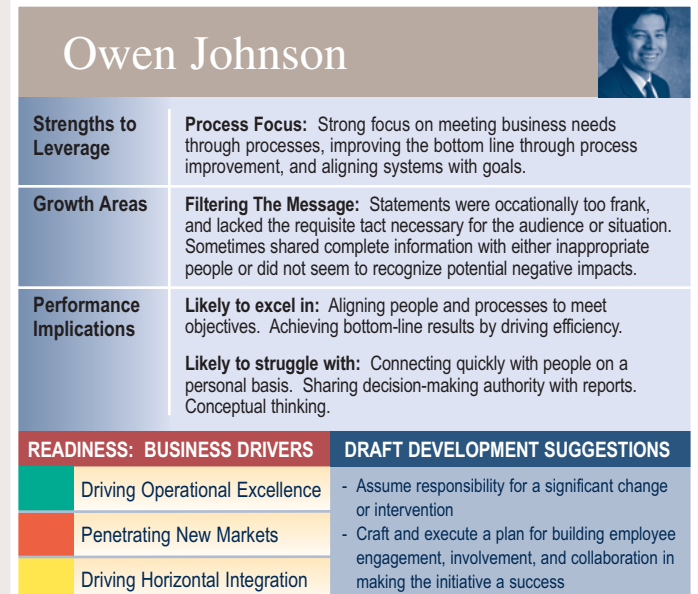 Owen Johnson
Strengths to
Leverage
Process Focus: Strong focus on meeting business needs
through processes, improving the bottom line through process
improvement, and aligning systems with goals.
Growth Areas
Filtering The Message: Statements were occationally too frank,
and lacked the requisite tact necessary for the audience or situation.
Sometimes shared complete information with either inappropriate
people or did not seem to recognize potential negative impacts.
Performance
Implications
Likely to excel in: Aligning people and processes to meet
objectives. Achieving bottom-line results by driving efficiency.
Likely to struggle with: Connecting quickly with people on a
personal basis. Sharing decision-making authority with reports.
Conceptual thinking.
READINESS: BUSINESS DRIVERS
Driving Operational Excellence
Penetrating New Markets
Driving Horizontal Integration
DRAFT DEVELOPMENT SUGGESTIONS
- Assume responsibility for a significant change
or intervention
- Craft and execute a plan for building employee
engagement, involvement, and collaboration in
making the initiative a success